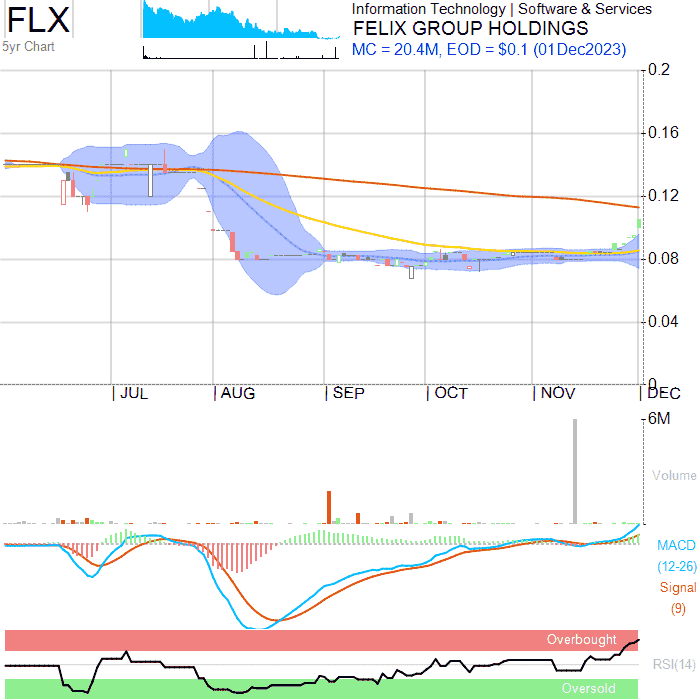 FLX
5yr Chart
Information Technology | Software & Services
FELIX GROUP HOLDINGS
MC = 20.4M, EOD = $0.1 (01Dec2023)
0.2
0.16
0.12
0.08
0.04
0
JUL AUG SEP OCT NOV DEC
6M
Volume
MACD
(12-26)
Signal
(9)
Overbought
RSI(14)
Oversold